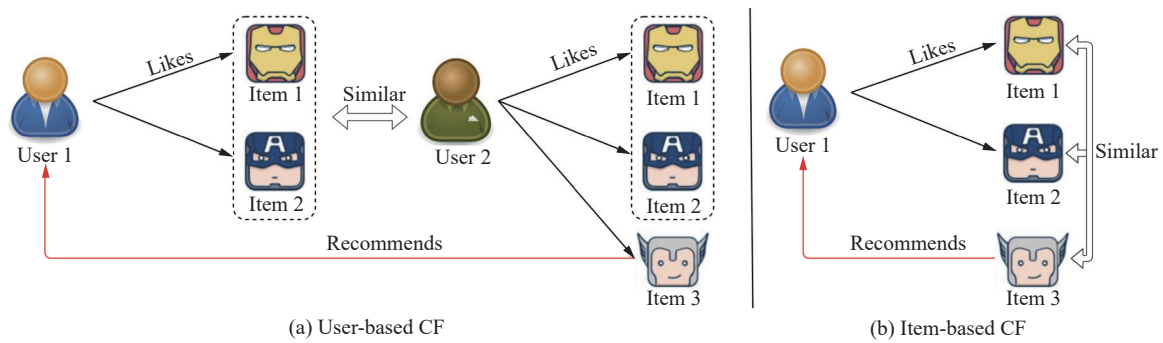 Likes
Item 1
User 1
Item 2
Similar
User 2
Likes
Item 1
Item 2
Recommends
Item 3
(a) User-based CF
Likes
Item 1
User 1
A
Item 2
Similar
Recommends
Item 3
(b) Item-based CF